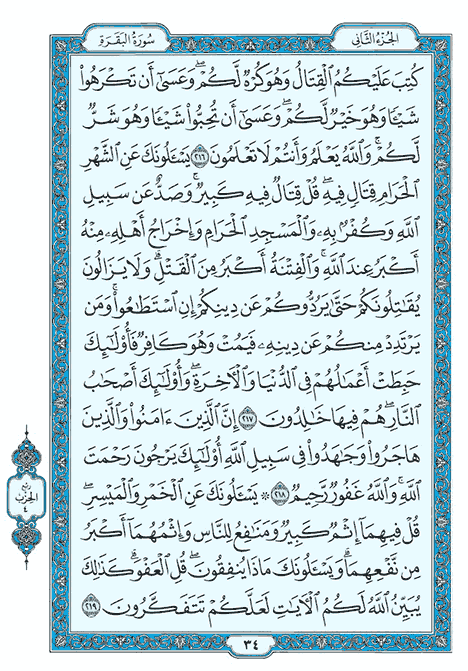 الجزء الثاني
سورة البقرة
كُتِبَ عَلَيْكُمُ ٱلْقِتَالُ وَهُوَ كُرْهٌ لَّكُمْ ۖ وَعَسَىٰٓ أَن تَكْرَهُوا۟
شَيْـًٔا وَهُوَ خَيْرٌ لَّكُمْ ۖ وَعَسَىٰٓ أَن تُحِبُّوا۟ شَيْـًٔا وَهُوَ شَرٌّ
لَّكُمْ ۗ وَٱللَّهُ يَعْلَمُ وَأَنتُمْ لَا تَعْلَمُونَ ٢١٦ يَسْـَٔلُونَكَ عَنِ ٱلشَّهْرِ
ٱلْحَرَامِ قِتَالٍ فِيهِ ۖ قُلْ قِتَالٌ فِيهِ كَبِيرٌ ۖ وَصَدٌّ عَن سَبِيلِ
ٱللَّهِ وَكُفْرٌۢ بِهِۦ وَٱلْمَسْجِدِ ٱلْحَرَامِ وَإِخْرَاجُ أَهْلِهِۦ مِنْهُ
أَكْبَرُ عِندَ ٱللَّهِ ۚ وَٱلْفِتْنَةُ أَكْبَرُ مِنَ ٱلْقَتْلِ ۗ وَلَا يَزَالُونَ
يُقَـٰتِلُونَكُمْ حَتَّىٰ يَرُدُّوكُمْ عَن دِينِكُمْ إِنِ ٱسْتَطَـٰعُوا۟ ۚ وَمَن
يَرْتَدِدْ مِنكُمْ عَن دِينِهِۦ فَيَمُتْ وَهُوَ كَافِرٌ فَأُو۟لَـٰٓئِكَ
حَبِطَتْ أَعْمَـٰلُهُمْ فِى ٱلدُّنْيَا وَٱلْـَٔاخِرَةِ ۖ وَأُو۟لَـٰٓئِكَ أَصْحَـٰبُ
ٱلنَّارِ ۖ هُمْ فِيهَا خَـٰلِدُونَ ٢١٧ إِنَّ ٱلَّذِينَ ءَامَنُوا۟ وَٱلَّذِينَ
هَاجَرُوا۟ وَجَـٰهَدُوا۟ فِى سَبِيلِ ٱللَّهِ أُو۟لَـٰٓئِكَ يَرْجُونَ رَحْمَتَ
ٱللَّهِ ۚ وَٱللَّهُ غَفُورٌ رَّحِيمٌ ٢١٨ ۞ يَسْـَٔلُونَكَ عَنِ ٱلْخَمْرِ وَٱلْمَيْسِرِ ۖ
قُلْ فِيهِمَآ إِثْمٌ كَبِيرٌ وَمَنَـٰفِعُ لِلنَّاسِ وَإِثْمُهُمَآ أَكْبَرُ
مِن نَّفْعِهِمَا ۗ وَيَسْـَٔلُونَكَ مَاذَا يُنفِقُونَ قُلِ ٱلْعَفْوَ ۗ كَذَٰلِكَ
يُبَيِّنُ ٱللَّهُ لَكُمُ ٱلْـَٔايَـٰتِ لَعَلَّكُمْ تَتَفَكَّرُونَ ٢١٩
ربع
الحزب
٤
٣٤